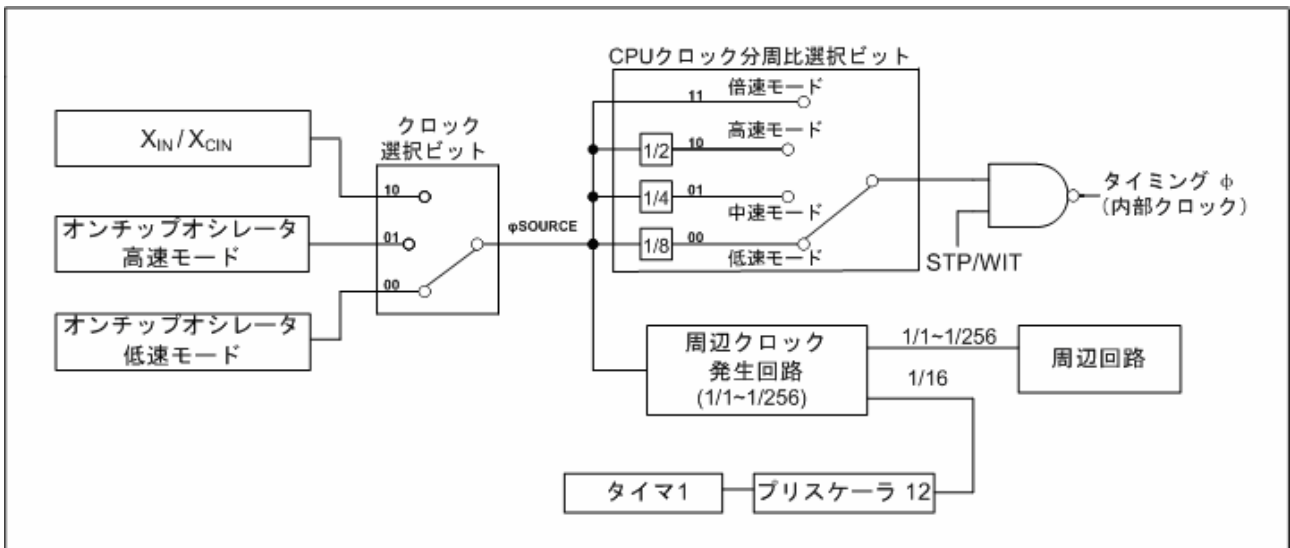 CPUクロック分周比選択ビット
X_IN / X_CIN
クロック
選択ビット
10
オンチップオシレータ
高速モード
01
00
オンチップオシレータ
低速モード
φSOURCE
11
倍速モード
1/2
10
高速モード
1/4
01
中速モード
1/8
00
低速モード
STP/WIT
タイミング φ
(内部クロック)
周辺クロック
発生回路
(1/1~1/256)
1/1~1/256
1/16
周辺回路
タイマ1
プリスケーラ 12